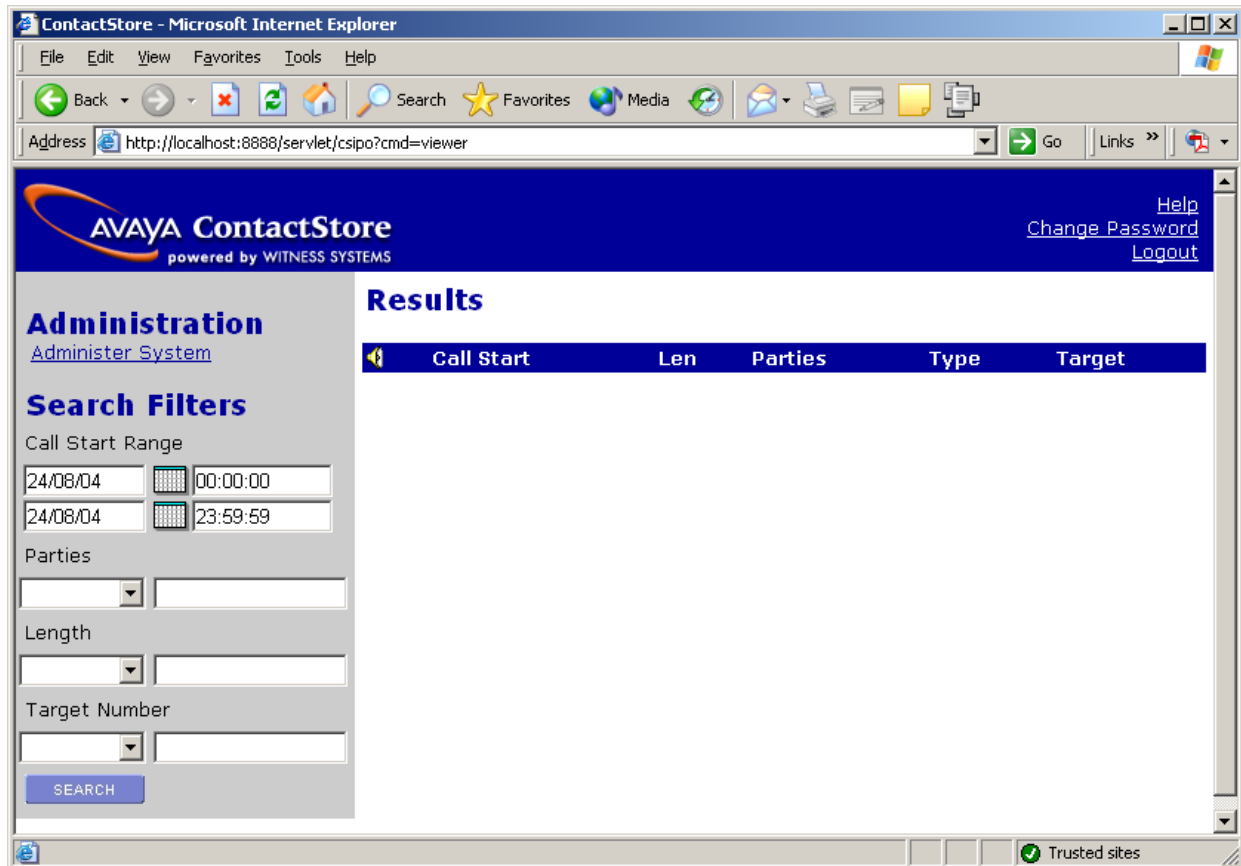 ContactStore - Microsoft Internet Explorer
File Edit View Favorites Tools Help
Back Search Favorites Media
Address http://localhost:8888/servlet/csipo?cmd=viewer Go Links »
AVAYA ContactStore
powered by WITNESS SYSTEMS
Help
Change Password
Logout
Administration
Administer System
Search Filters
Call Start Range
24/08/04 00:00:00
24/08/04 23:59:59
Parties
Length
Target Number
SEARCH
Results
Call Start Len Parties Type Target
Trusted sites